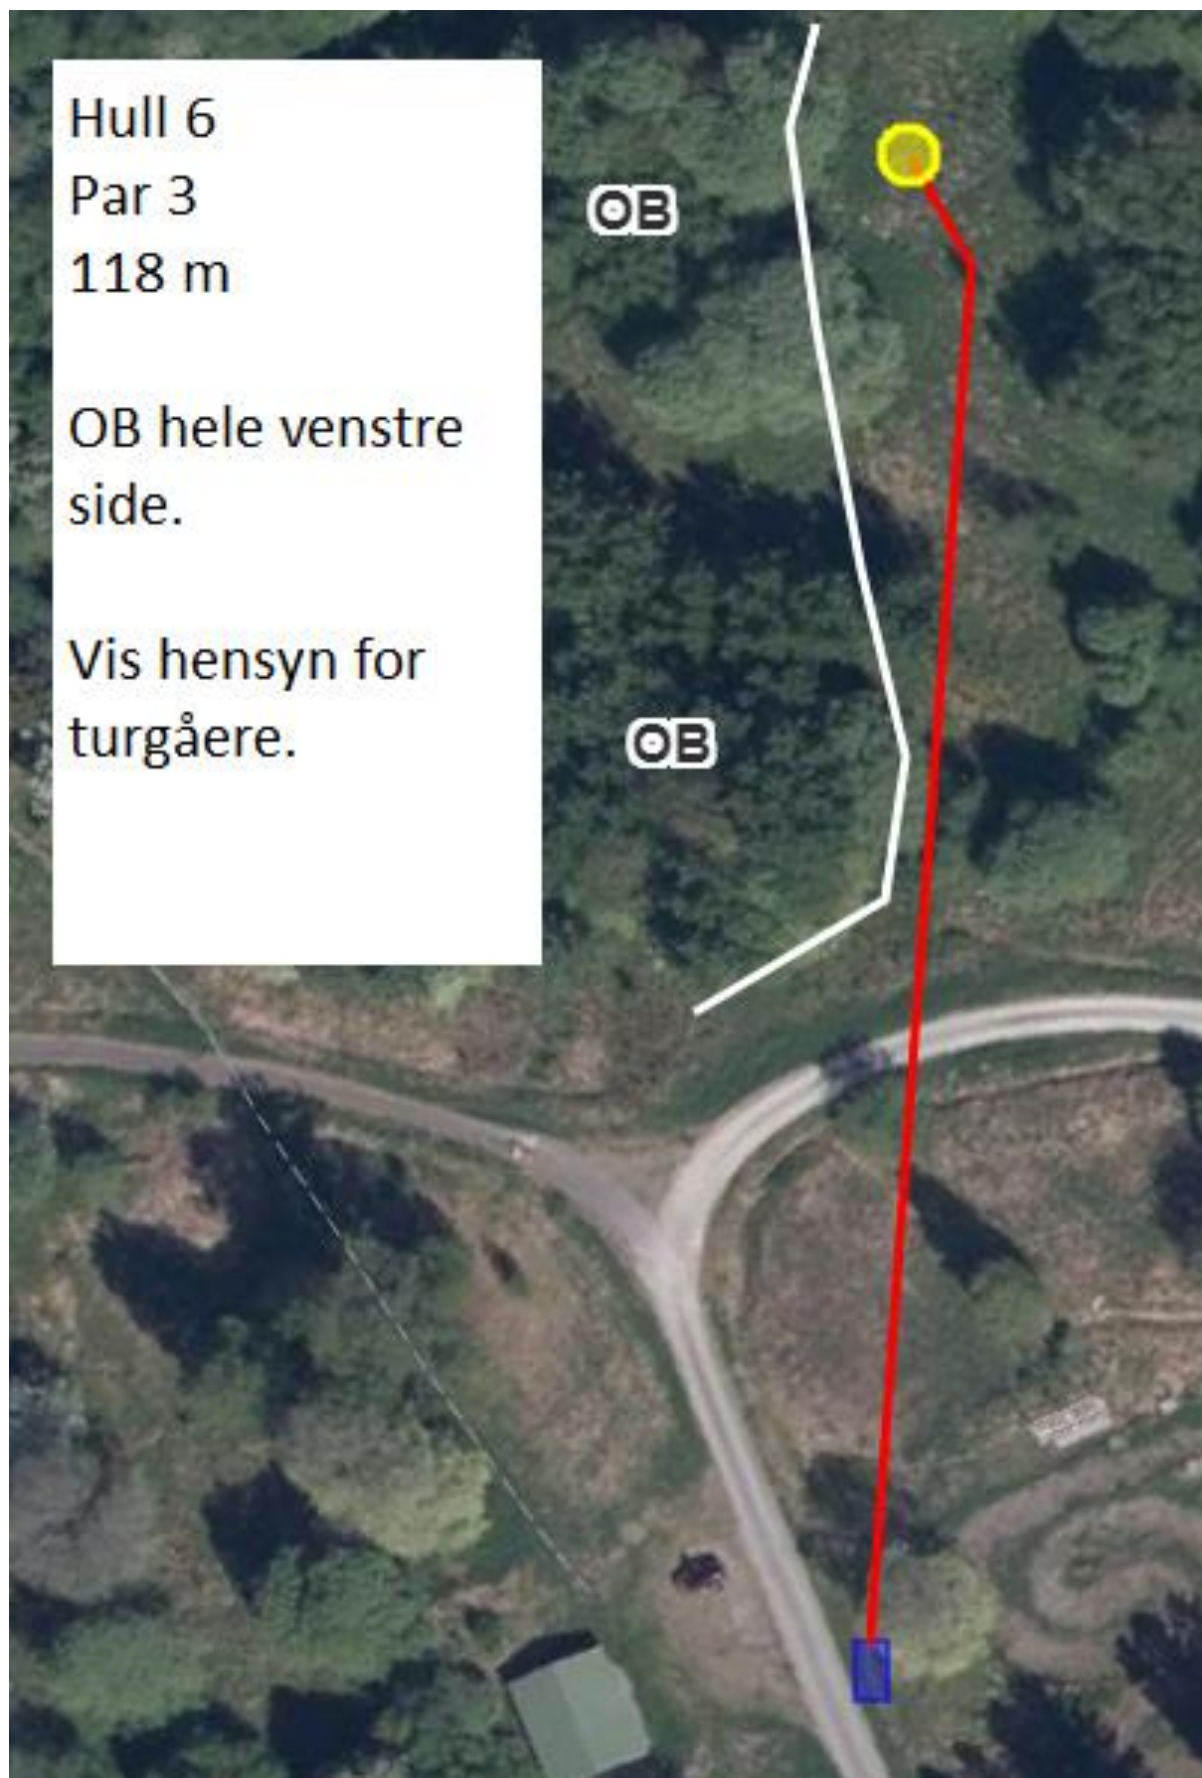 Hull 6
Par 3
118 m
OB hele venstre
side.
Vis hensyn for
turgåere.
OB
OB